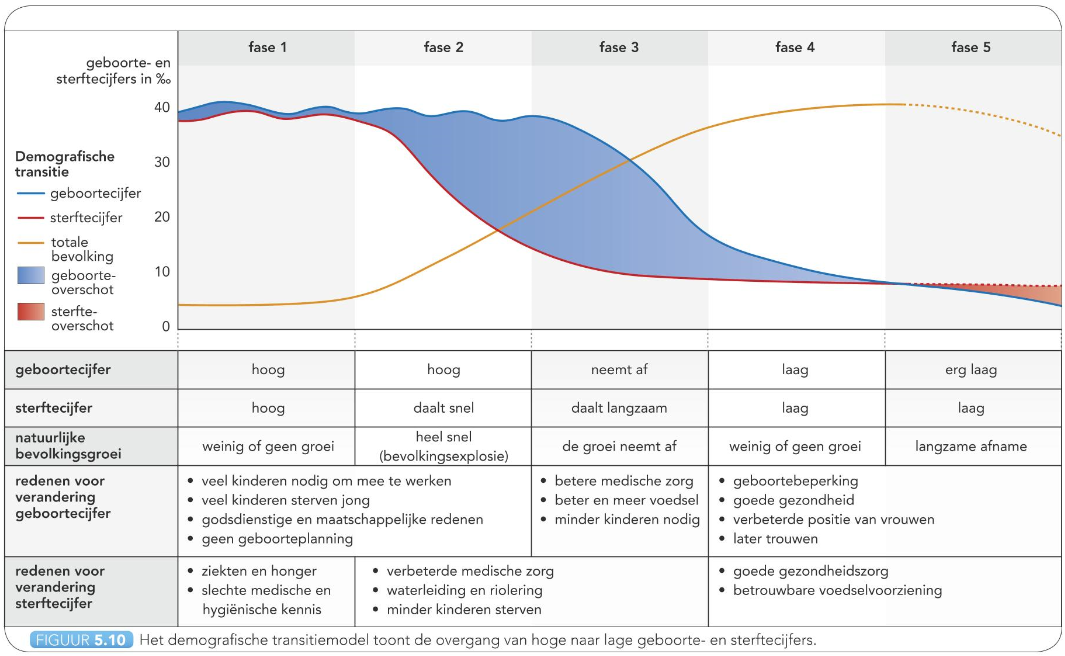 fase 1
fase 2
fase 3
fase 4
fase 5
geboorte- en
sterftecijfers in ‰
40
30
20
10
0
Demografische
transitie
geboortecijfer
sterftecijfer
totale
bevolking
geboorte-
overschot
sterfte-
overschot
geboortecijfer
hoog
hoog
neemt af
laag
erg laag
sterftecijfer
hoog
daalt snel
daalt langzaam
laag
laag
natuurlijke
bevolkingsgroei
weinig of geen groei
heel snel
(bevolkingsexplosie)
de groei neemt af
weinig of geen groei
langzame afname
redenen voor
verandering
geboortecijfer
• veel kinderen nodig om mee te werken
• veel kinderen sterven jong
• godsdienstige en maatschappelijke redenen
• geen geboorteplanning
• betere medische zorg
• beter en meer voedsel
• minder kinderen nodig
• geboortebeperking
• goede gezondheid
• verbeterde positie van vrouwen
• later trouwen
redenen voor
verandering
sterftecijfer
• ziekten en honger
• slechte medische en
hygiënische kennis
• verbeterde medische zorg
• waterleiding en riolering
• minder kinderen sterven
• goede gezondheidszorg
• betrouwbare voedselvoorziening
FIGUUR 5.10 Het demografische transitiemodel toont de overgang van hoge naar lage geboorte- en sterftecijfers.